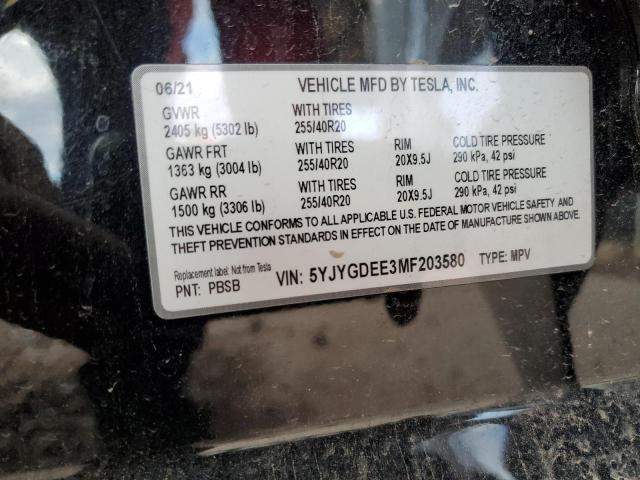 06/21 VEHICLE MFD BY TESLA, INC.
GVWR WITH TIRES
2405 kg (5302 lb) 255/40R20
GAWR FRT WITH TIRES RIM COLD TIRE PRESSURE
1363 kg (3004 lb) 255/40R20 20X9.5J 290 kPa, 42 psi
GAWR RR WITH TIRES RIM COLD TIRE PRESSURE
1500 kg (3306 lb) 255/40R20 20X9.5J 290 kPa, 42 psi
THIS VEHICLE CONFORMS TO ALL APPLICABLE U.S. FEDERAL MOTOR VEHICLE SAFETY AND
THEFT PREVENTION STANDARDS IN EFFECT ON THE DATE OF MANUFACTURE SHOWN ABOVE.
Replacement label: Not from Tesla
PNT: PBSB VIN: 5YJYGDEE3MF203580 TYPE: MPV